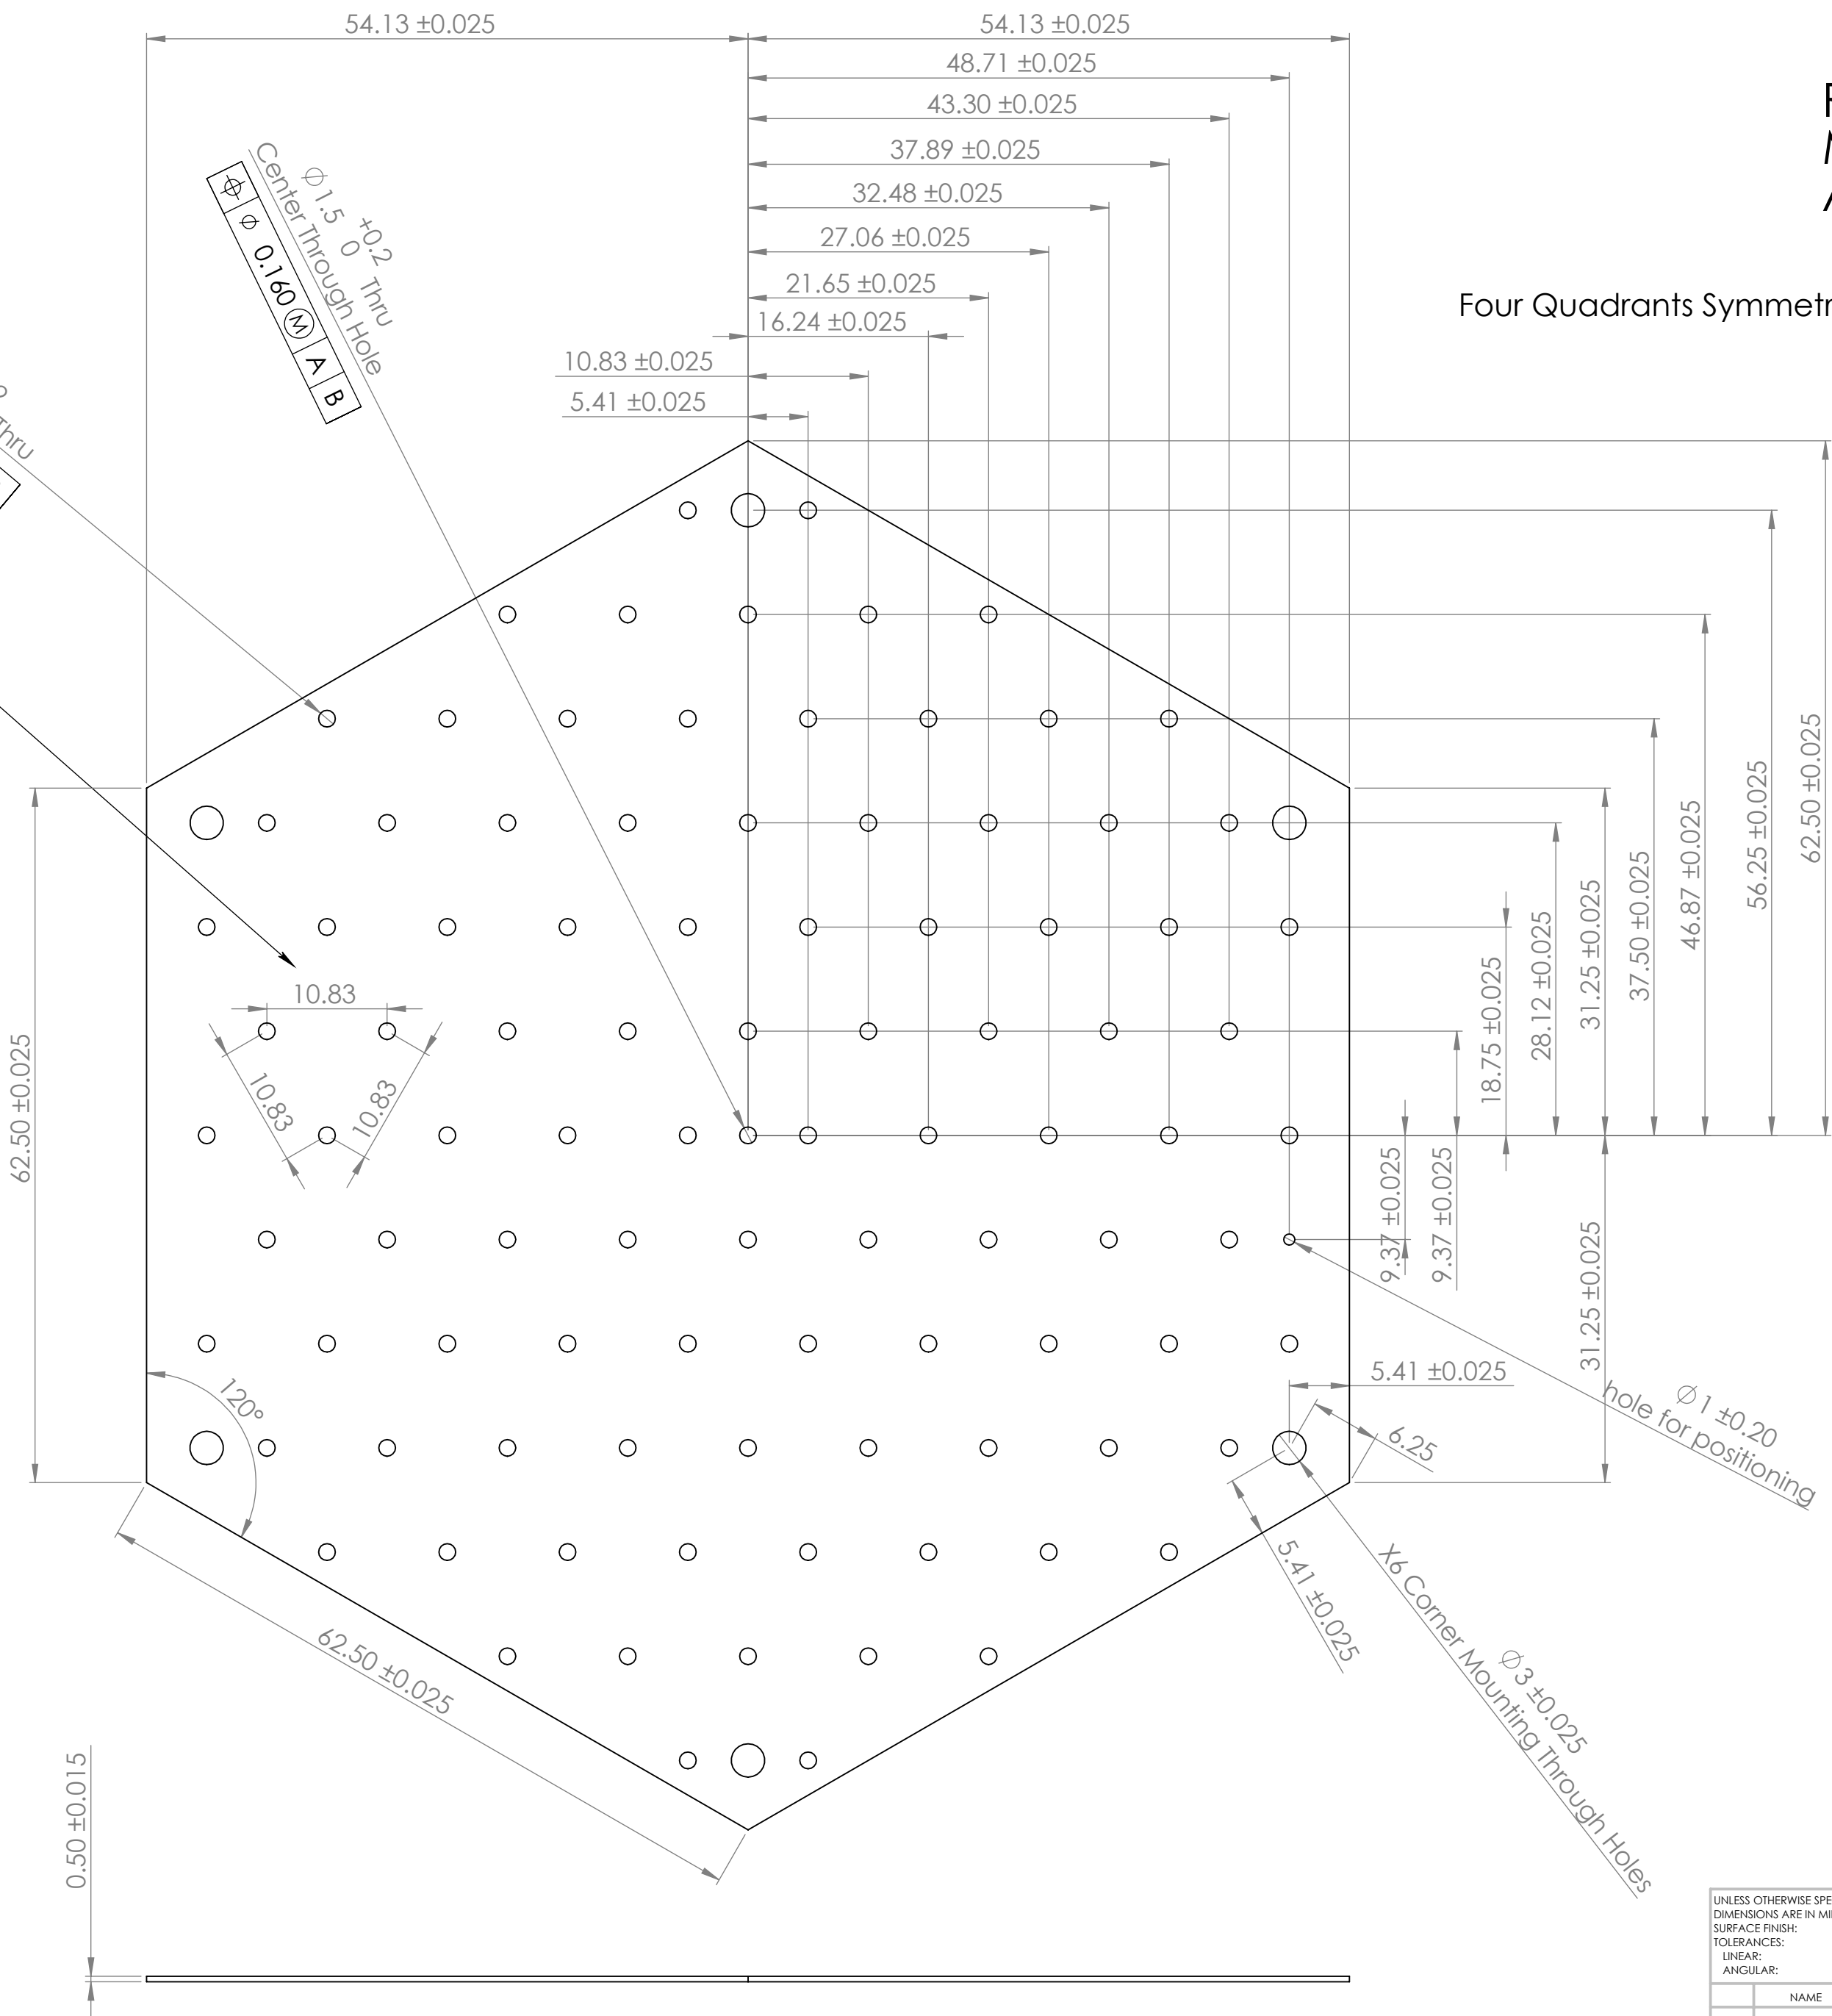 54.13 ±0.025
54.13 ±0.025
48.71 ±0.025
43.30 ±0.025
37.89 ±0.025
32.48 ±0.025
27.06 ±0.025
21.65 ±0.025
16.24 ±0.025
10.83 ±0.025
5.41 ±0.025
∅ 1.5 +0.2 0 Thru
Center Through Hole
⌖ ∅ 0.160 Ⓜ A B
Four Quadrants Symmetr
Thru
62.50 ±0.025
56.25 ±0.025
46.87 ±0.025
37.50 ±0.025
31.25 ±0.025
28.12 ±0.025
18.75 ±0.025
9.37 ±0.025
9.37 ±0.025
31.25 ±0.025
10.83
10.83
10.83
62.50 ±0.025
120°
62.50 ±0.025
5.41 ±0.025
6.25
5.41 ±0.025
∅ 1 ±0.20
hole for positioning
∅ 3 ±0.025
X6 Corner Mounting Through Holes
0.50 ±0.015
UNLESS OTHERWISE SPE
DIMENSIONS ARE IN MI
SURFACE FINISH:
TOLERANCES:
LINEAR:
ANGULAR:
NAME